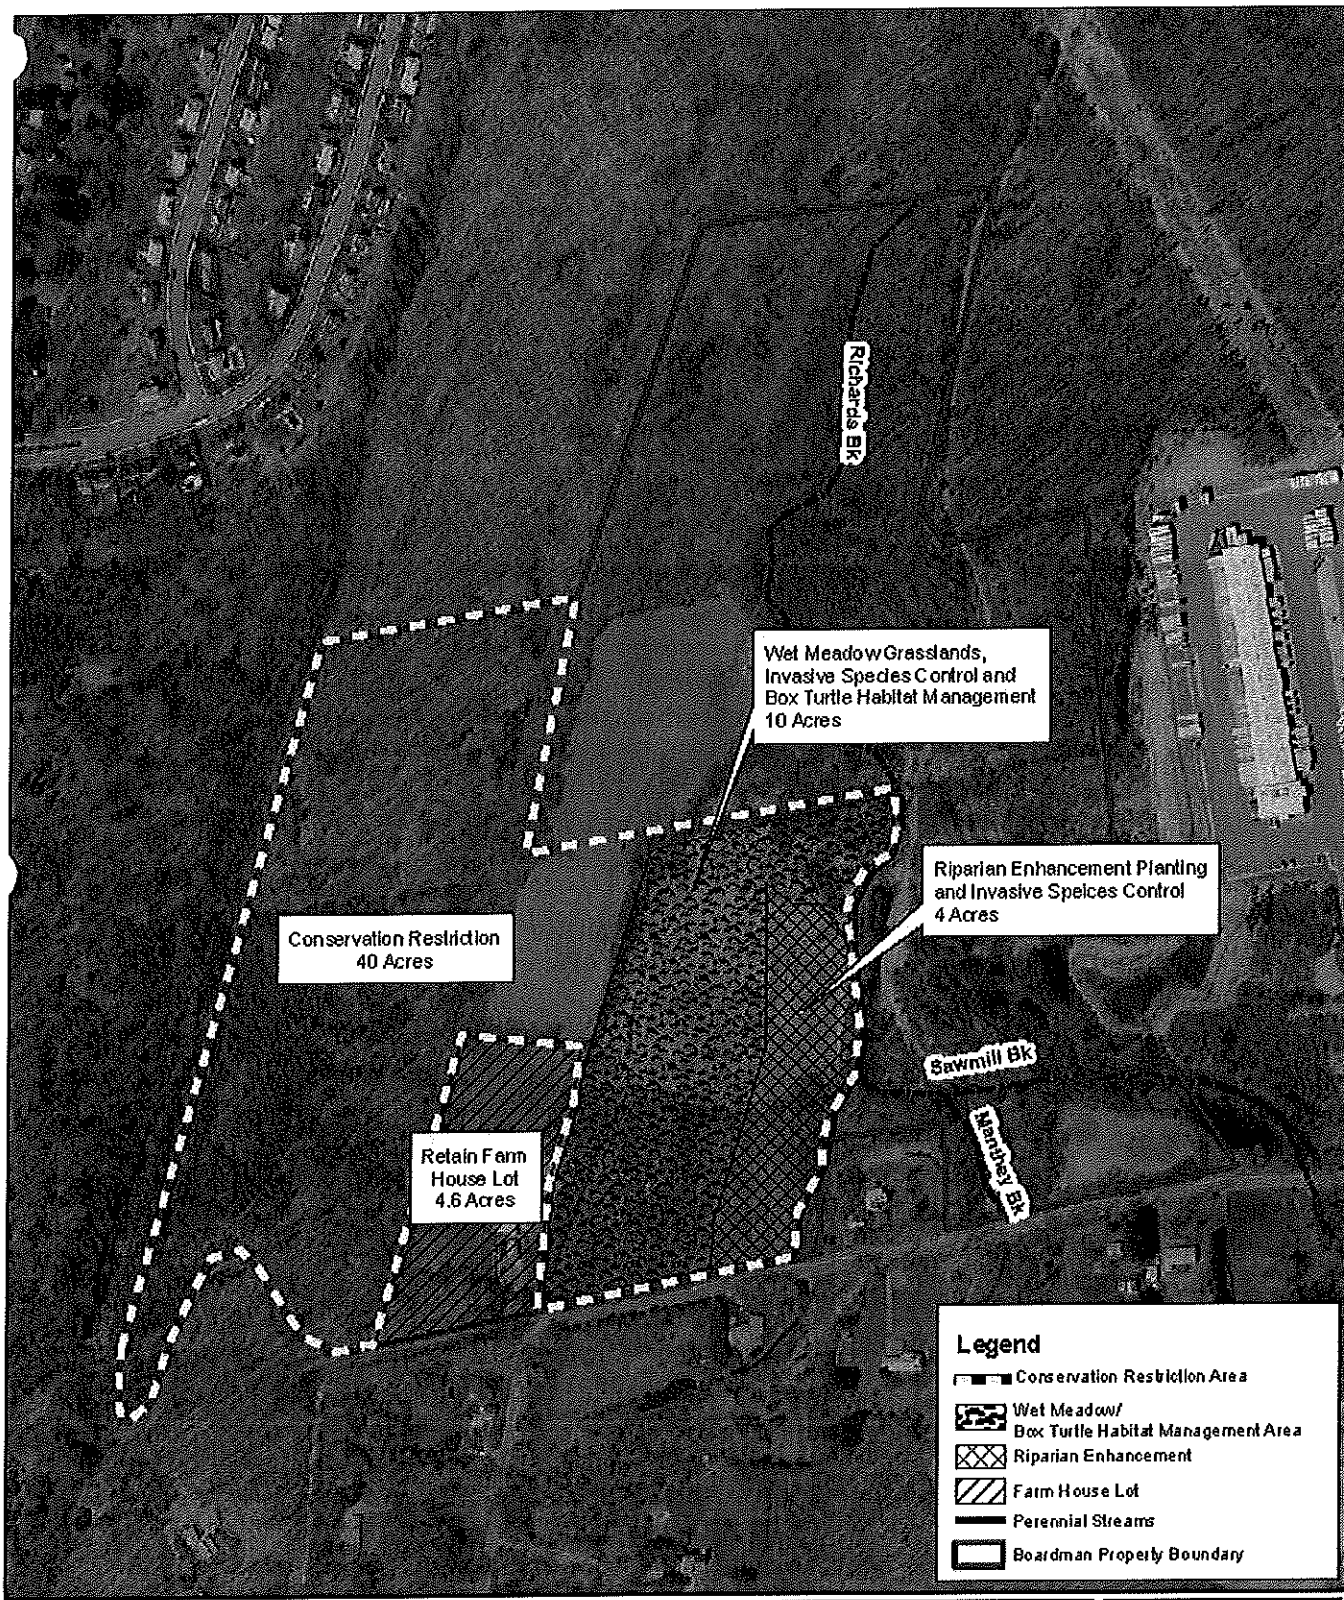 Richards Bk
Wet Meadow Grasslands,
Invasive Species Control and
Box Turtle Habitat Management
10 Acres
Riparian Enhancement Planting
and Invasive Speices Control
4 Acres
Conservation Restriction
40 Acres
Sawmill Bk
Manthey Bk
Retain Farm
House Lot
4.6 Acres
Legend
Conservation Restriction Area
Wet Meadow/
Box Turtle Habitat Management Area
Riparian Enhancement
Farm House Lot
Perennial Streams
Boardman Property Boundary